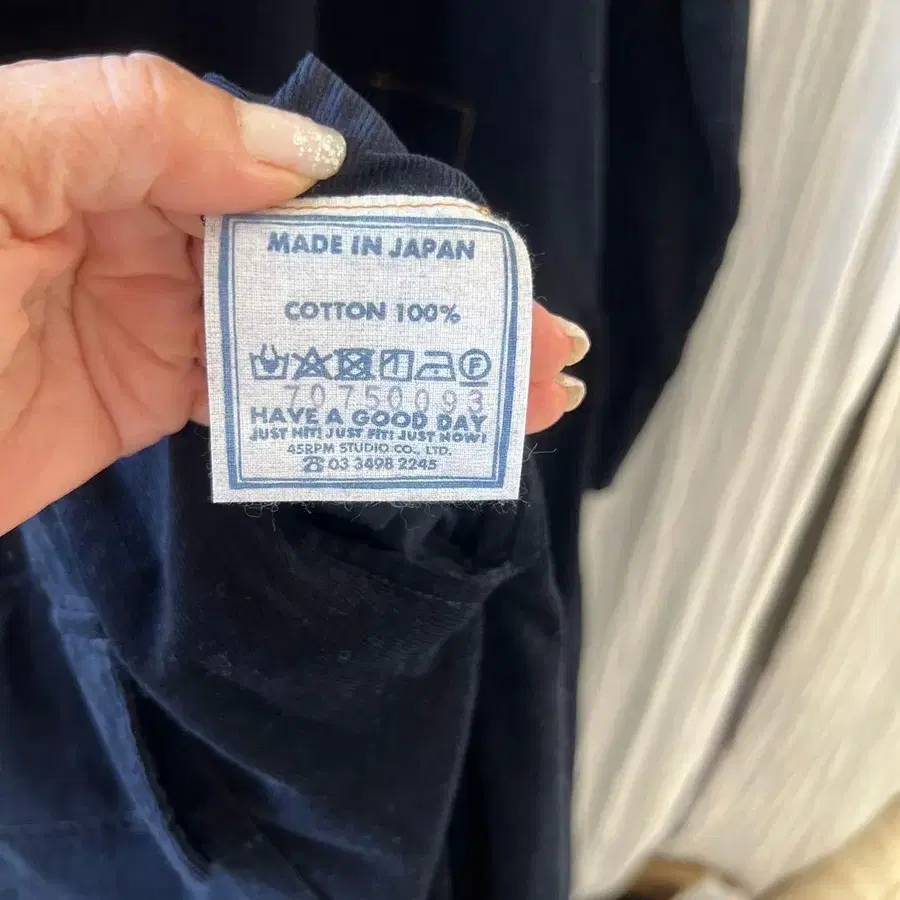 MADE IN JAPAN
COTTON 100%
F
70750093
HAVE A GOOD DAY
JUST HIT! JUST FIT! JUST NOW!
45RPM STUDIO CO., LTD.
☎ 03 3498 2245